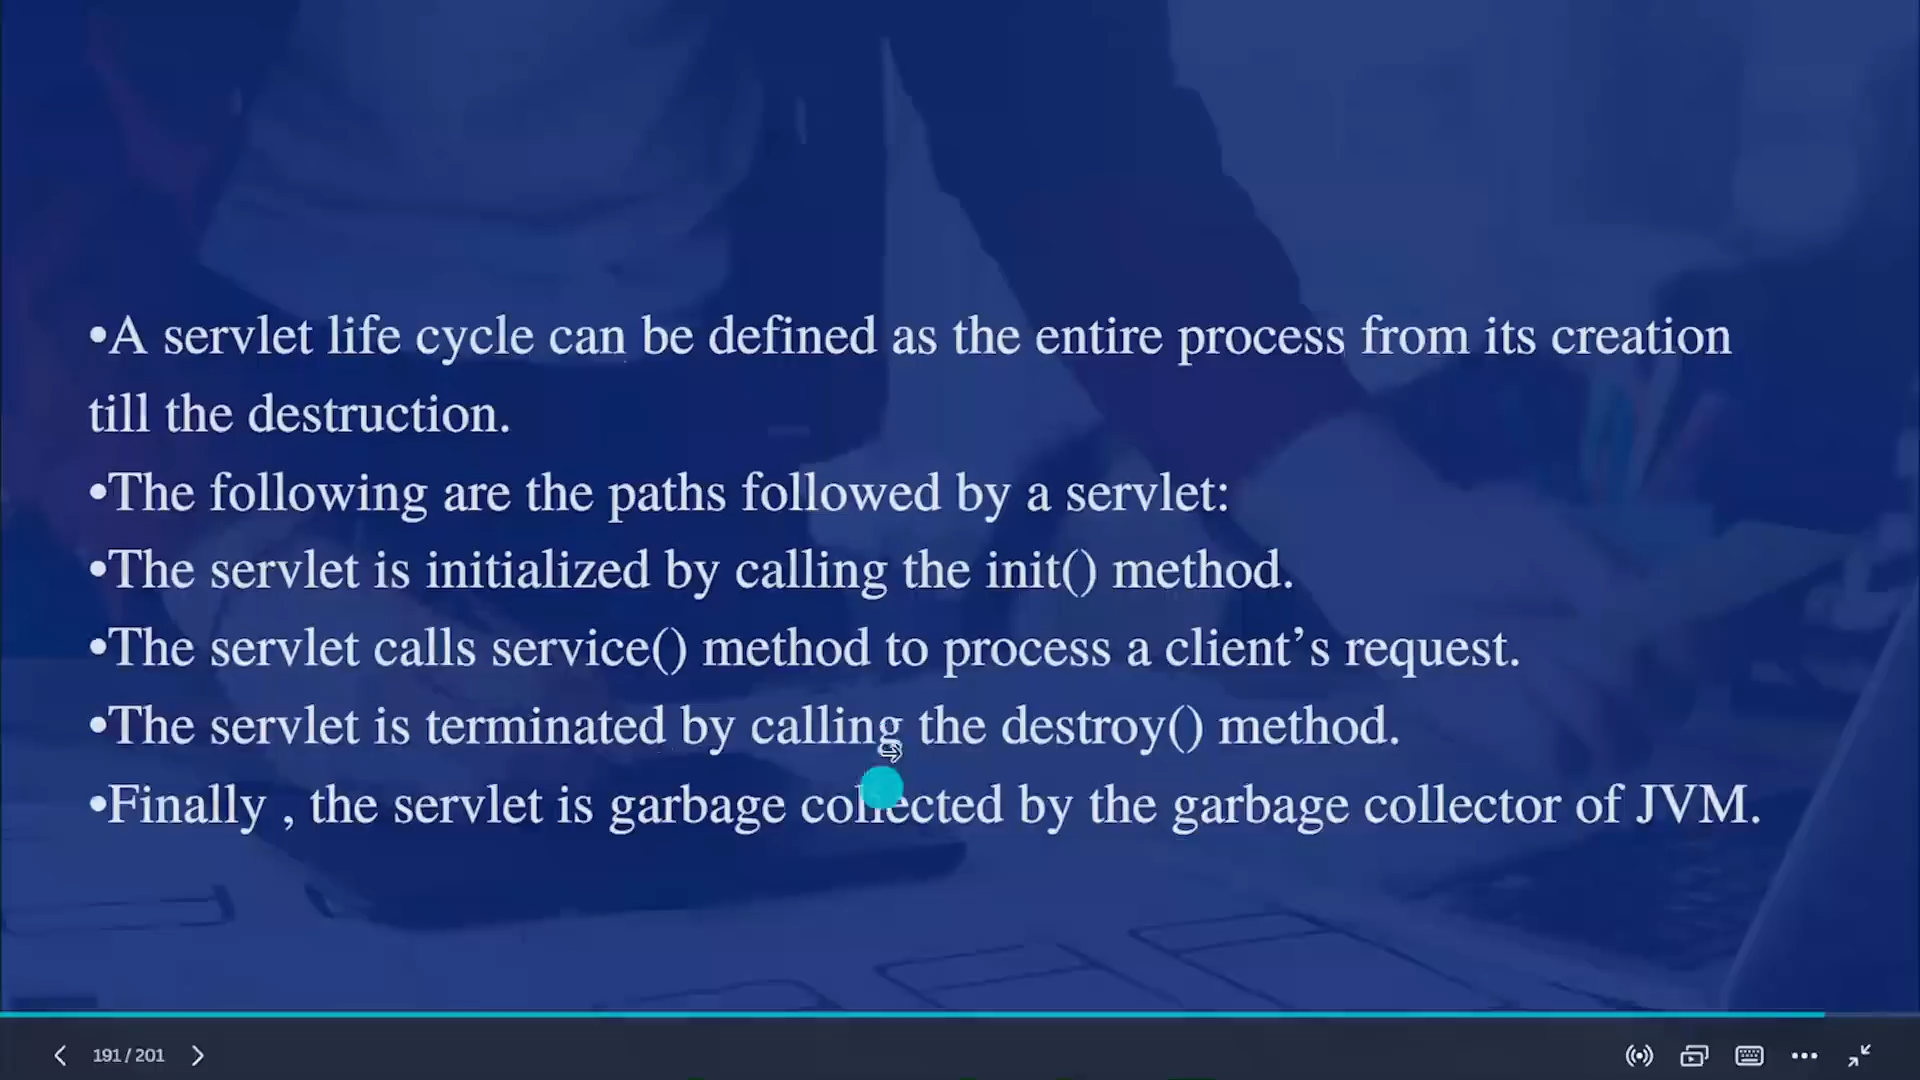 •A servlet life cycle can be defined as the entire process from its creation
till the destruction.
•The following are the paths followed by a servlet:
•The servlet is initialized by calling the init() method.
•The servlet calls service() method to process a client’s request.
•The servlet is terminated by calling the destroy() method.
•Finally , the servlet is garbage collected by the garbage collector of JVM.
191 / 201